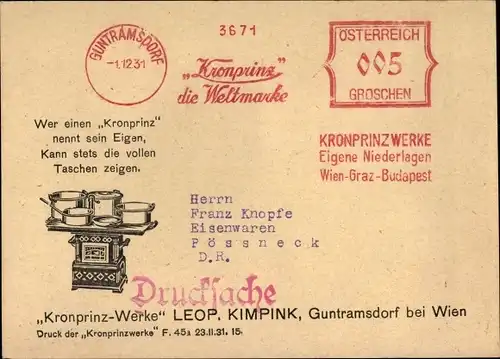 GUNTRAMSDORF
-1.12.31
3671
„Kronprinz”
die Weltmarke
ÖSTERREICH
005
GROSCHEN
KRONPRINZWERKE
Eigene Niederlagen
Wien-Graz-Budapest
Wer einen „Kronprinz”
nennt sein Eigen,
Kann stets die vollen
Taschen zeigen.
Herrn
Franz Knopfe
Eisenwaren
Pössneck
D.R.
Drucksache
„Kronprinz-Werke” LEOP. KIMPINK, Guntramsdorf bei Wien
Druck der „Kronprinzwerke” F. 45a 23.II.31. 15.